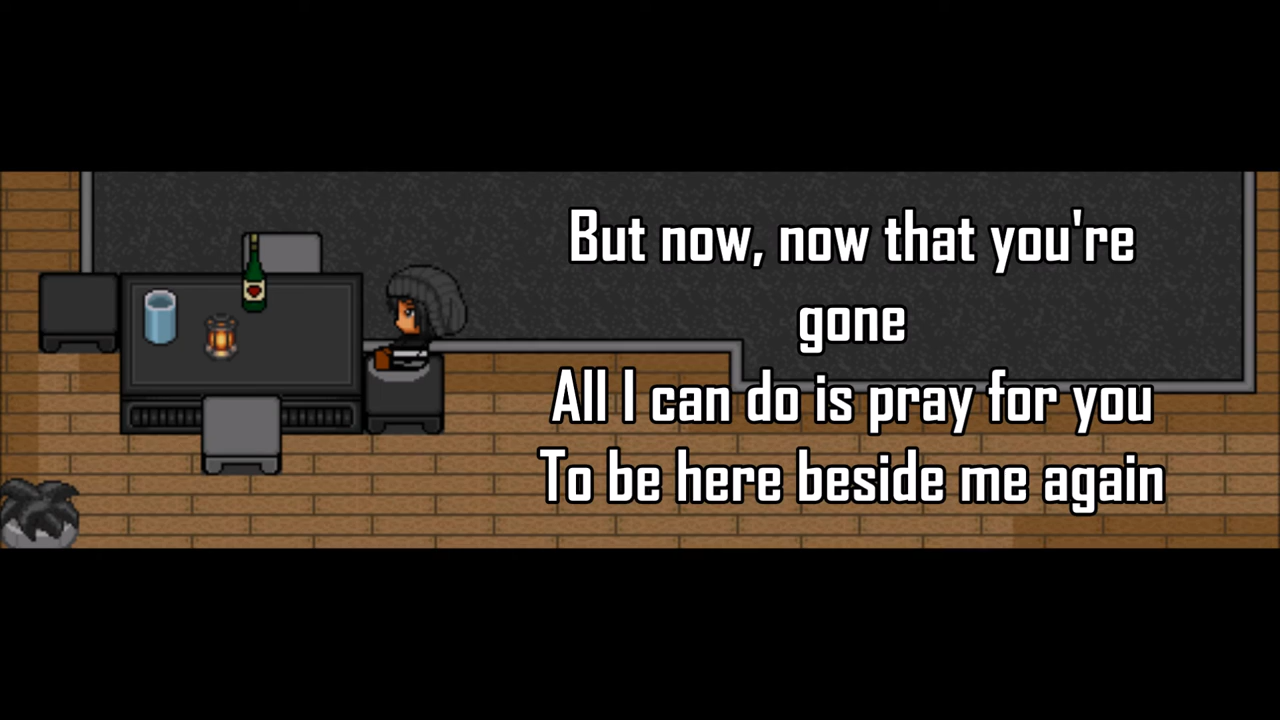 But now, now that you're
gone
All I can do is pray for you
To be here beside me again